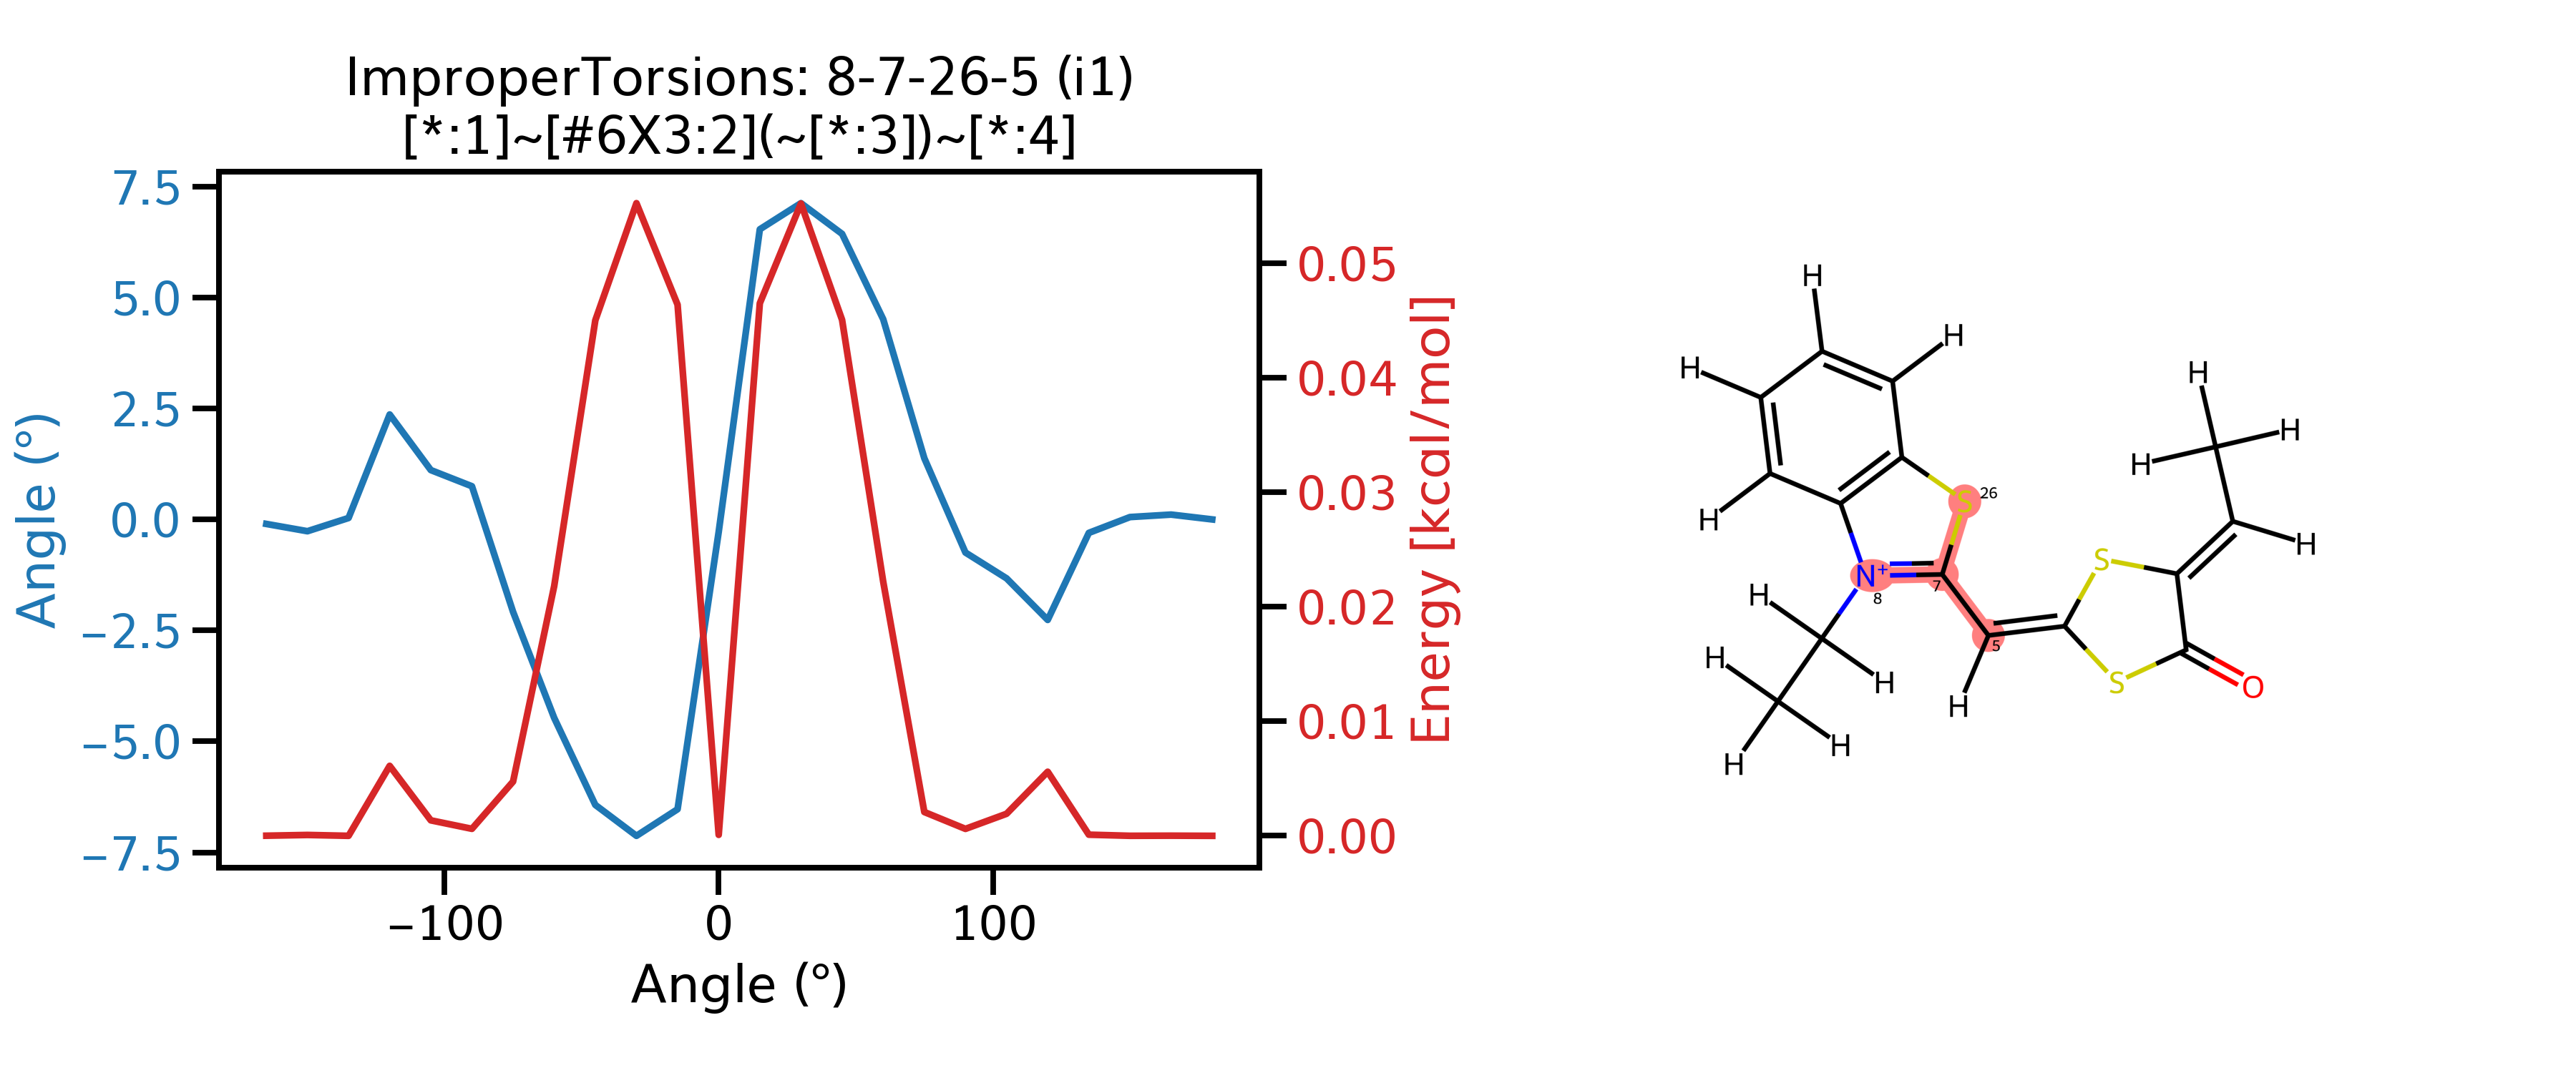 ImproperTorsions: 8-7-26-5 (i1)
[*:1]~[#6X3:2](~[*:3])~[*:4]
7.5
5.0
2.5
0.0
−2.5
−5.0
−7.5
Angle (°)
−100
0
100
Angle (°)
0.05
0.04
0.03
0.02
0.01
0.00
Energy [kcal/mol]
H
H
H
H
H
H
H
S 26
H
H
S
N+
7
H
8
5
H
H
S
O
H
H
H